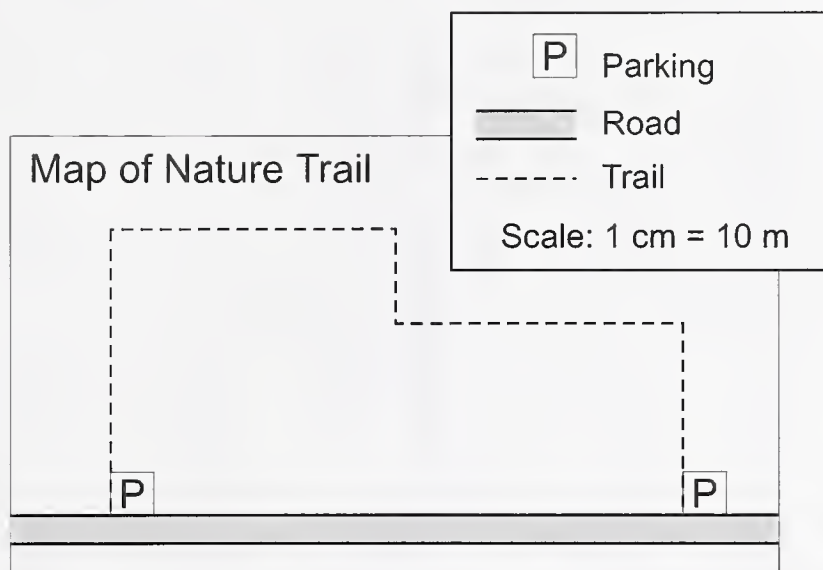 P Parking
Road
Trail
Scale: 1 cm = 10 m
Map of Nature Trail
P
P